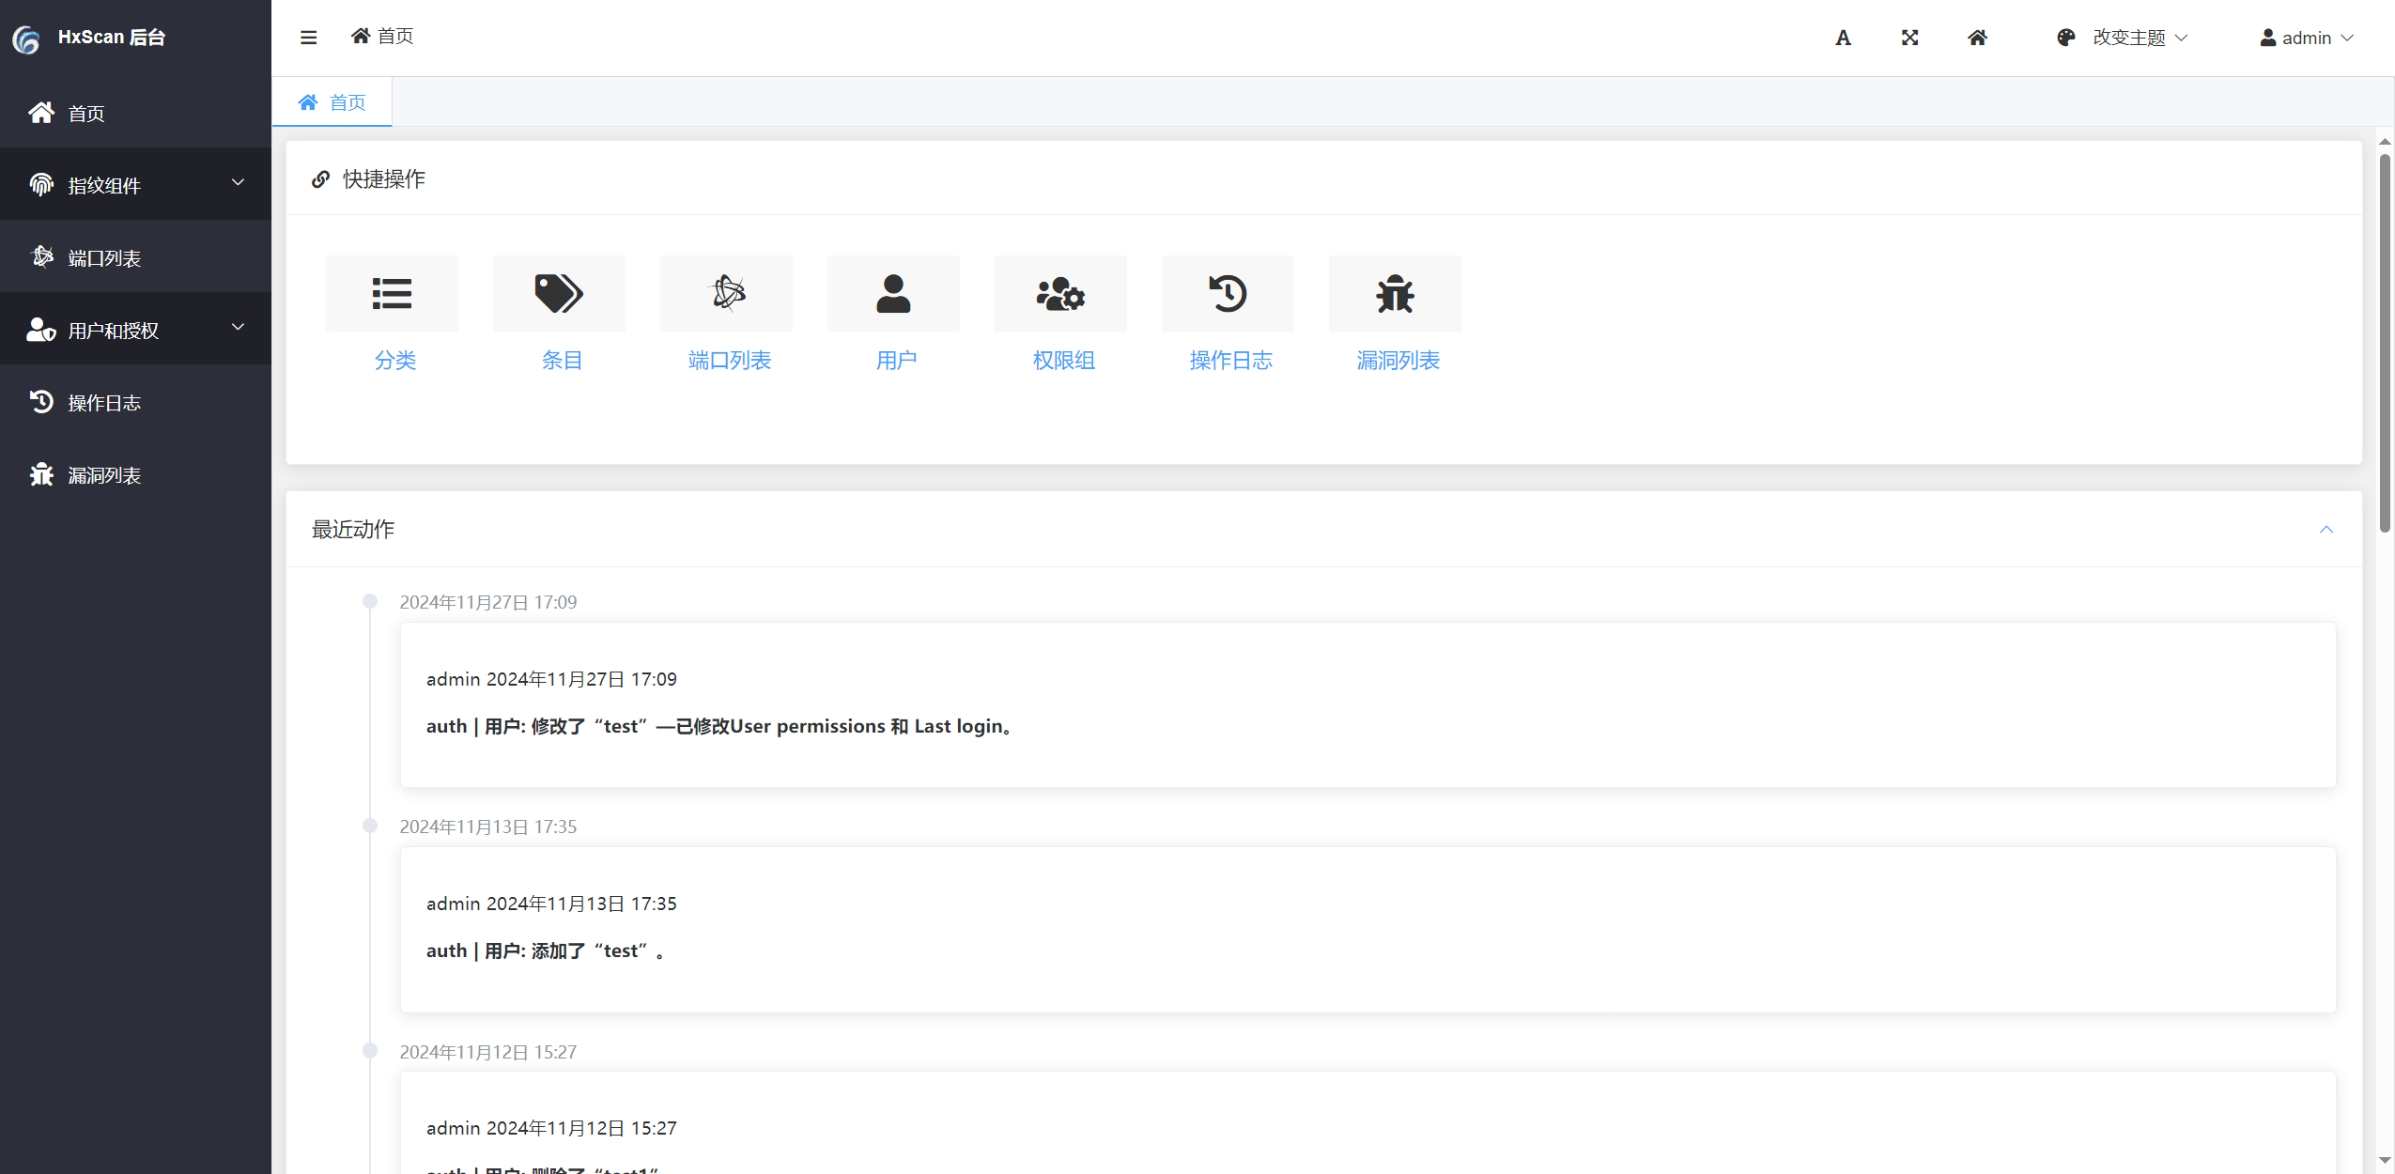 HxScan 后台
首页
指纹组件
端口列表
用户和授权
操作日志
漏洞列表
首页
改变主题
admin
首页
快捷操作
分类
条目
端口列表
用户
权限组
操作日志
漏洞列表
最近动作
2024年11月27日 17:09
admin 2024年11月27日 17:09
auth | 用户: 修改了“test”—已修改User permissions 和 Last login。
2024年11月13日 17:35
admin 2024年11月13日 17:35
auth | 用户: 添加了“test”。
2024年11月12日 15:27
admin 2024年11月12日 15:27
auth | 用户: 删除了“test1”